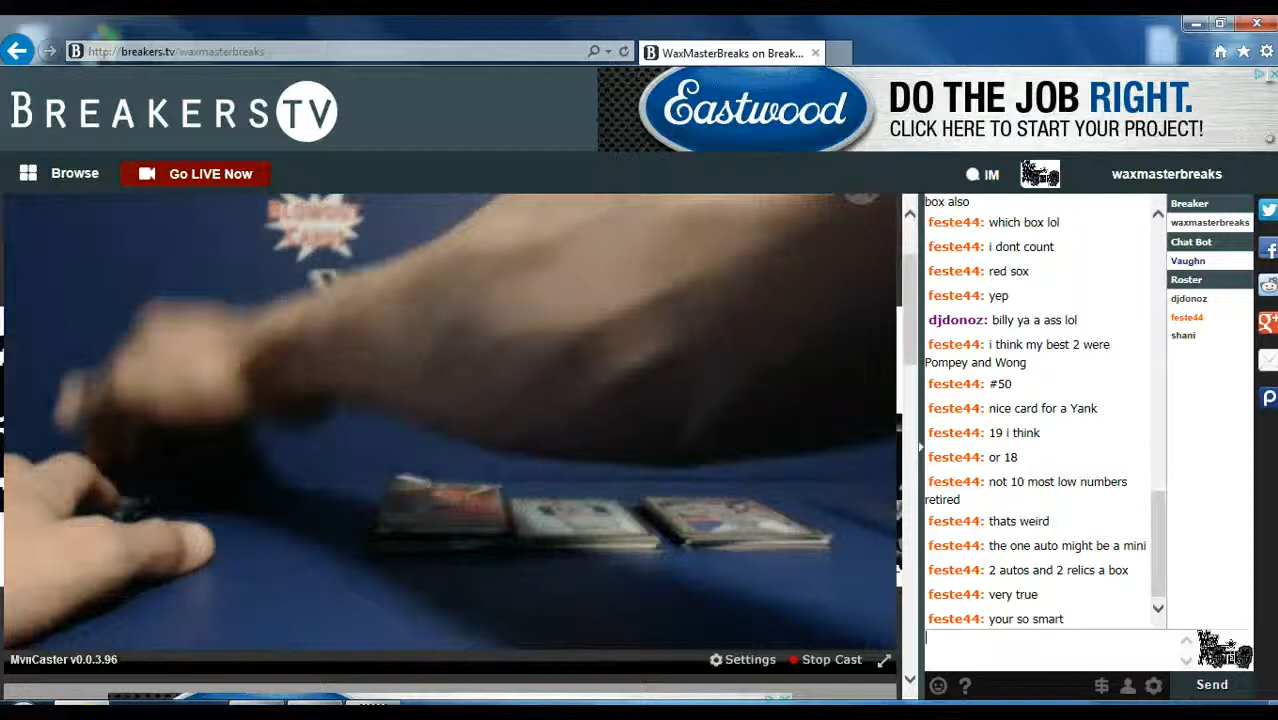 http://breakers.tv/waxmasterbreaks
B WaxMasterBreaks on Break...
BREAKERS TV
Eastwood
DO THE JOB RIGHT.
CLICK HERE TO START YOUR PROJECT!
Browse
Go LIVE Now
IM
waxmasterbreaks
box also
feste44: which box lol
feste44: i dont count
feste44: red sox
feste44: yep
djdonoz: billy ya a ass lol
feste44: i think my best 2 were
Pompey and Wong
feste44: #50
feste44: nice card for a Yank
feste44: 19 i think
feste44: or 18
feste44: not 10 most low numbers
retired
feste44: thats weird
feste44: the one auto might be a mini
feste44: 2 autos and 2 relics a box
feste44: very true
feste44: your so smart
Breaker
waxmasterbreaks
Chat Bot
Vaughn
Roster
djdonoz
feste44
shani
MvnCaster v0.0.3.96
Settings
Stop Cast
Send